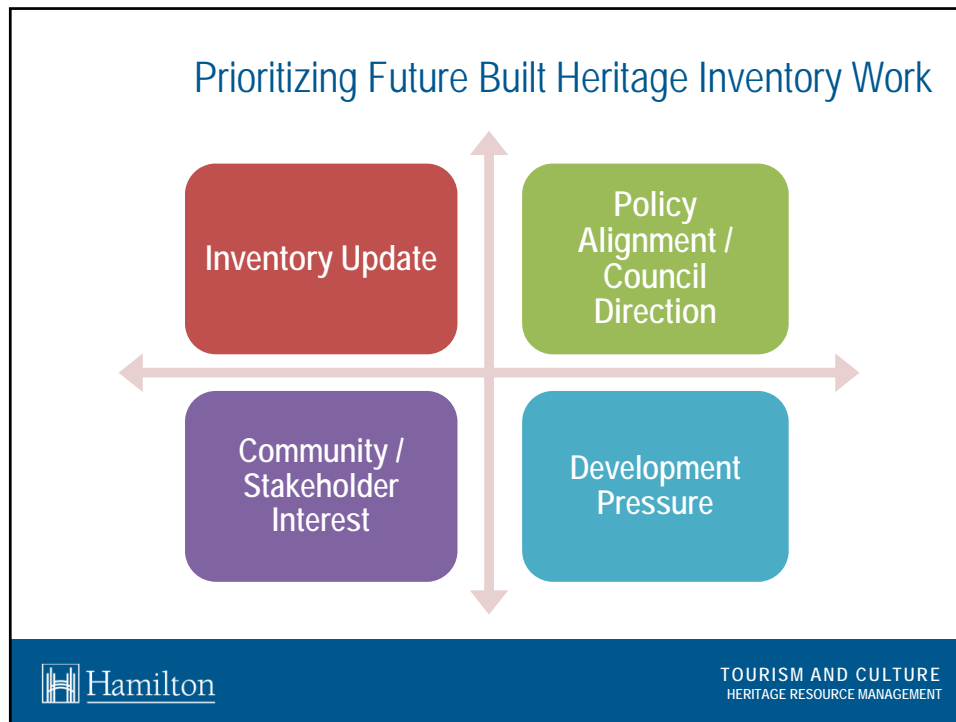 Prioritizing Future Built Heritage Inventory Work
Inventory Update
Policy
Alignment /
Council
Direction
Community /
Stakeholder
Interest
Development
Pressure
Hamilton
TOURISM AND CULTURE
HERITAGE RESOURCE MANAGEMENT